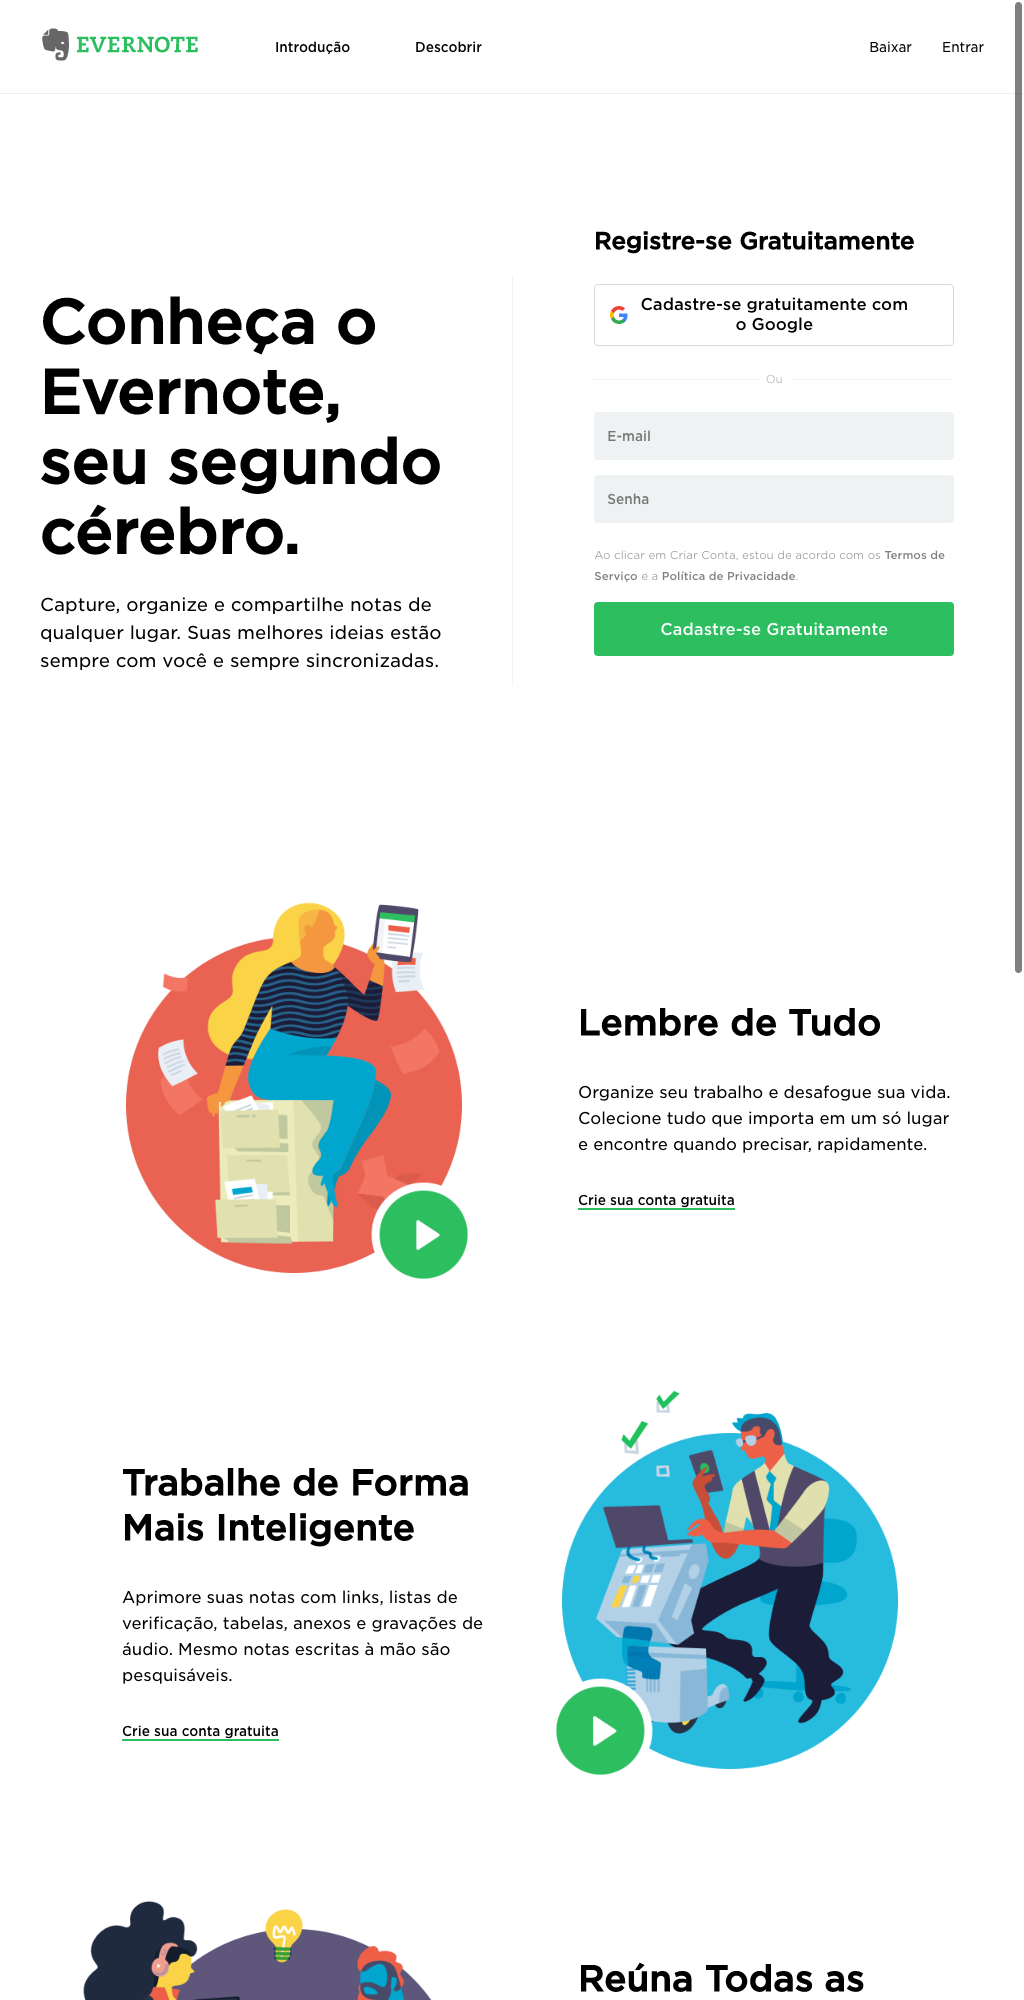 EVERNOTE
Introdução
Descobrir
Baixar
Entrar
Conheça o
Evernote,
seu segundo
cérebro.
Capture, organize e compartilhe notas de
qualquer lugar. Suas melhores ideias estão
sempre com você e sempre sincronizadas.
Registre-se Gratuitamente
Cadastre-se gratuitamente com
o Google
Ou
E-mail
Senha
Ao clicar em Criar Conta, estou de acordo com os Termos de
Serviço e a Política de Privacidade.
Cadastre-se Gratuitamente
Lembre de Tudo
Organize seu trabalho e desafogue sua vida.
Colecione tudo que importa em um só lugar
e encontre quando precisar, rapidamente.
Crie sua conta gratuita
Trabalhe de Forma
Mais Inteligente
Aprimore suas notas com links, listas de
verificação, tabelas, anexos e gravações de
áudio. Mesmo notas escritas à mão são
pesquisáveis.
Crie sua conta gratuita
Reúna Todas as